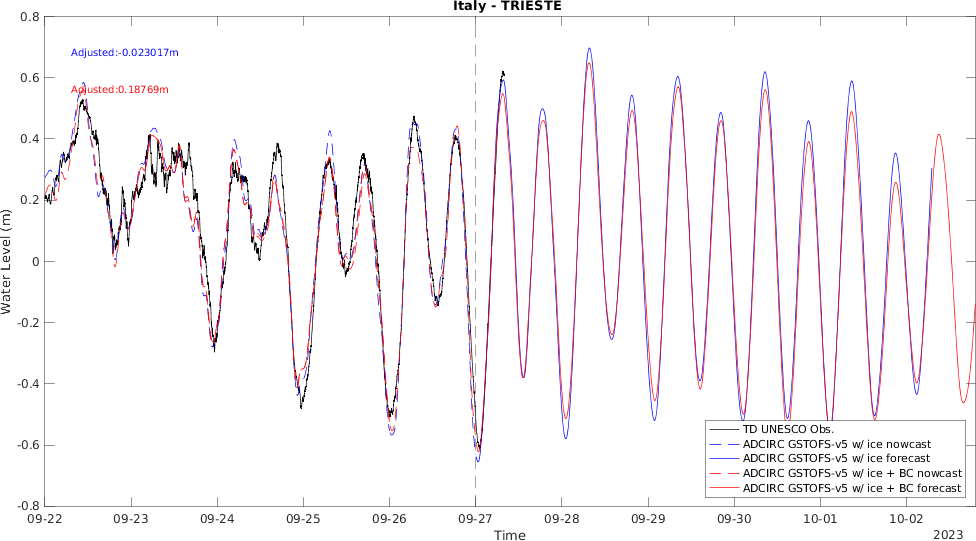 Italy - TRIESTE
Adjusted:-0.023017m
Adjusted:0.18769m
0.8
0.6
0.4
0.2
0
-0.2
-0.4
-0.6
-0.8
Water Level (m)
TD UNESCO Obs.
ADCIRC GSTOFS-v5 w/ ice nowcast
ADCIRC GSTOFS-v5 w/ ice forecast
ADCIRC GSTOFS-v5 w/ ice + BC nowcast
ADCIRC GSTOFS-v5 w/ ice + BC forecast
09-22 09-23 09-24 09-25 09-26 09-27 09-28 09-29 09-30 10-01 10-02
Time
2023